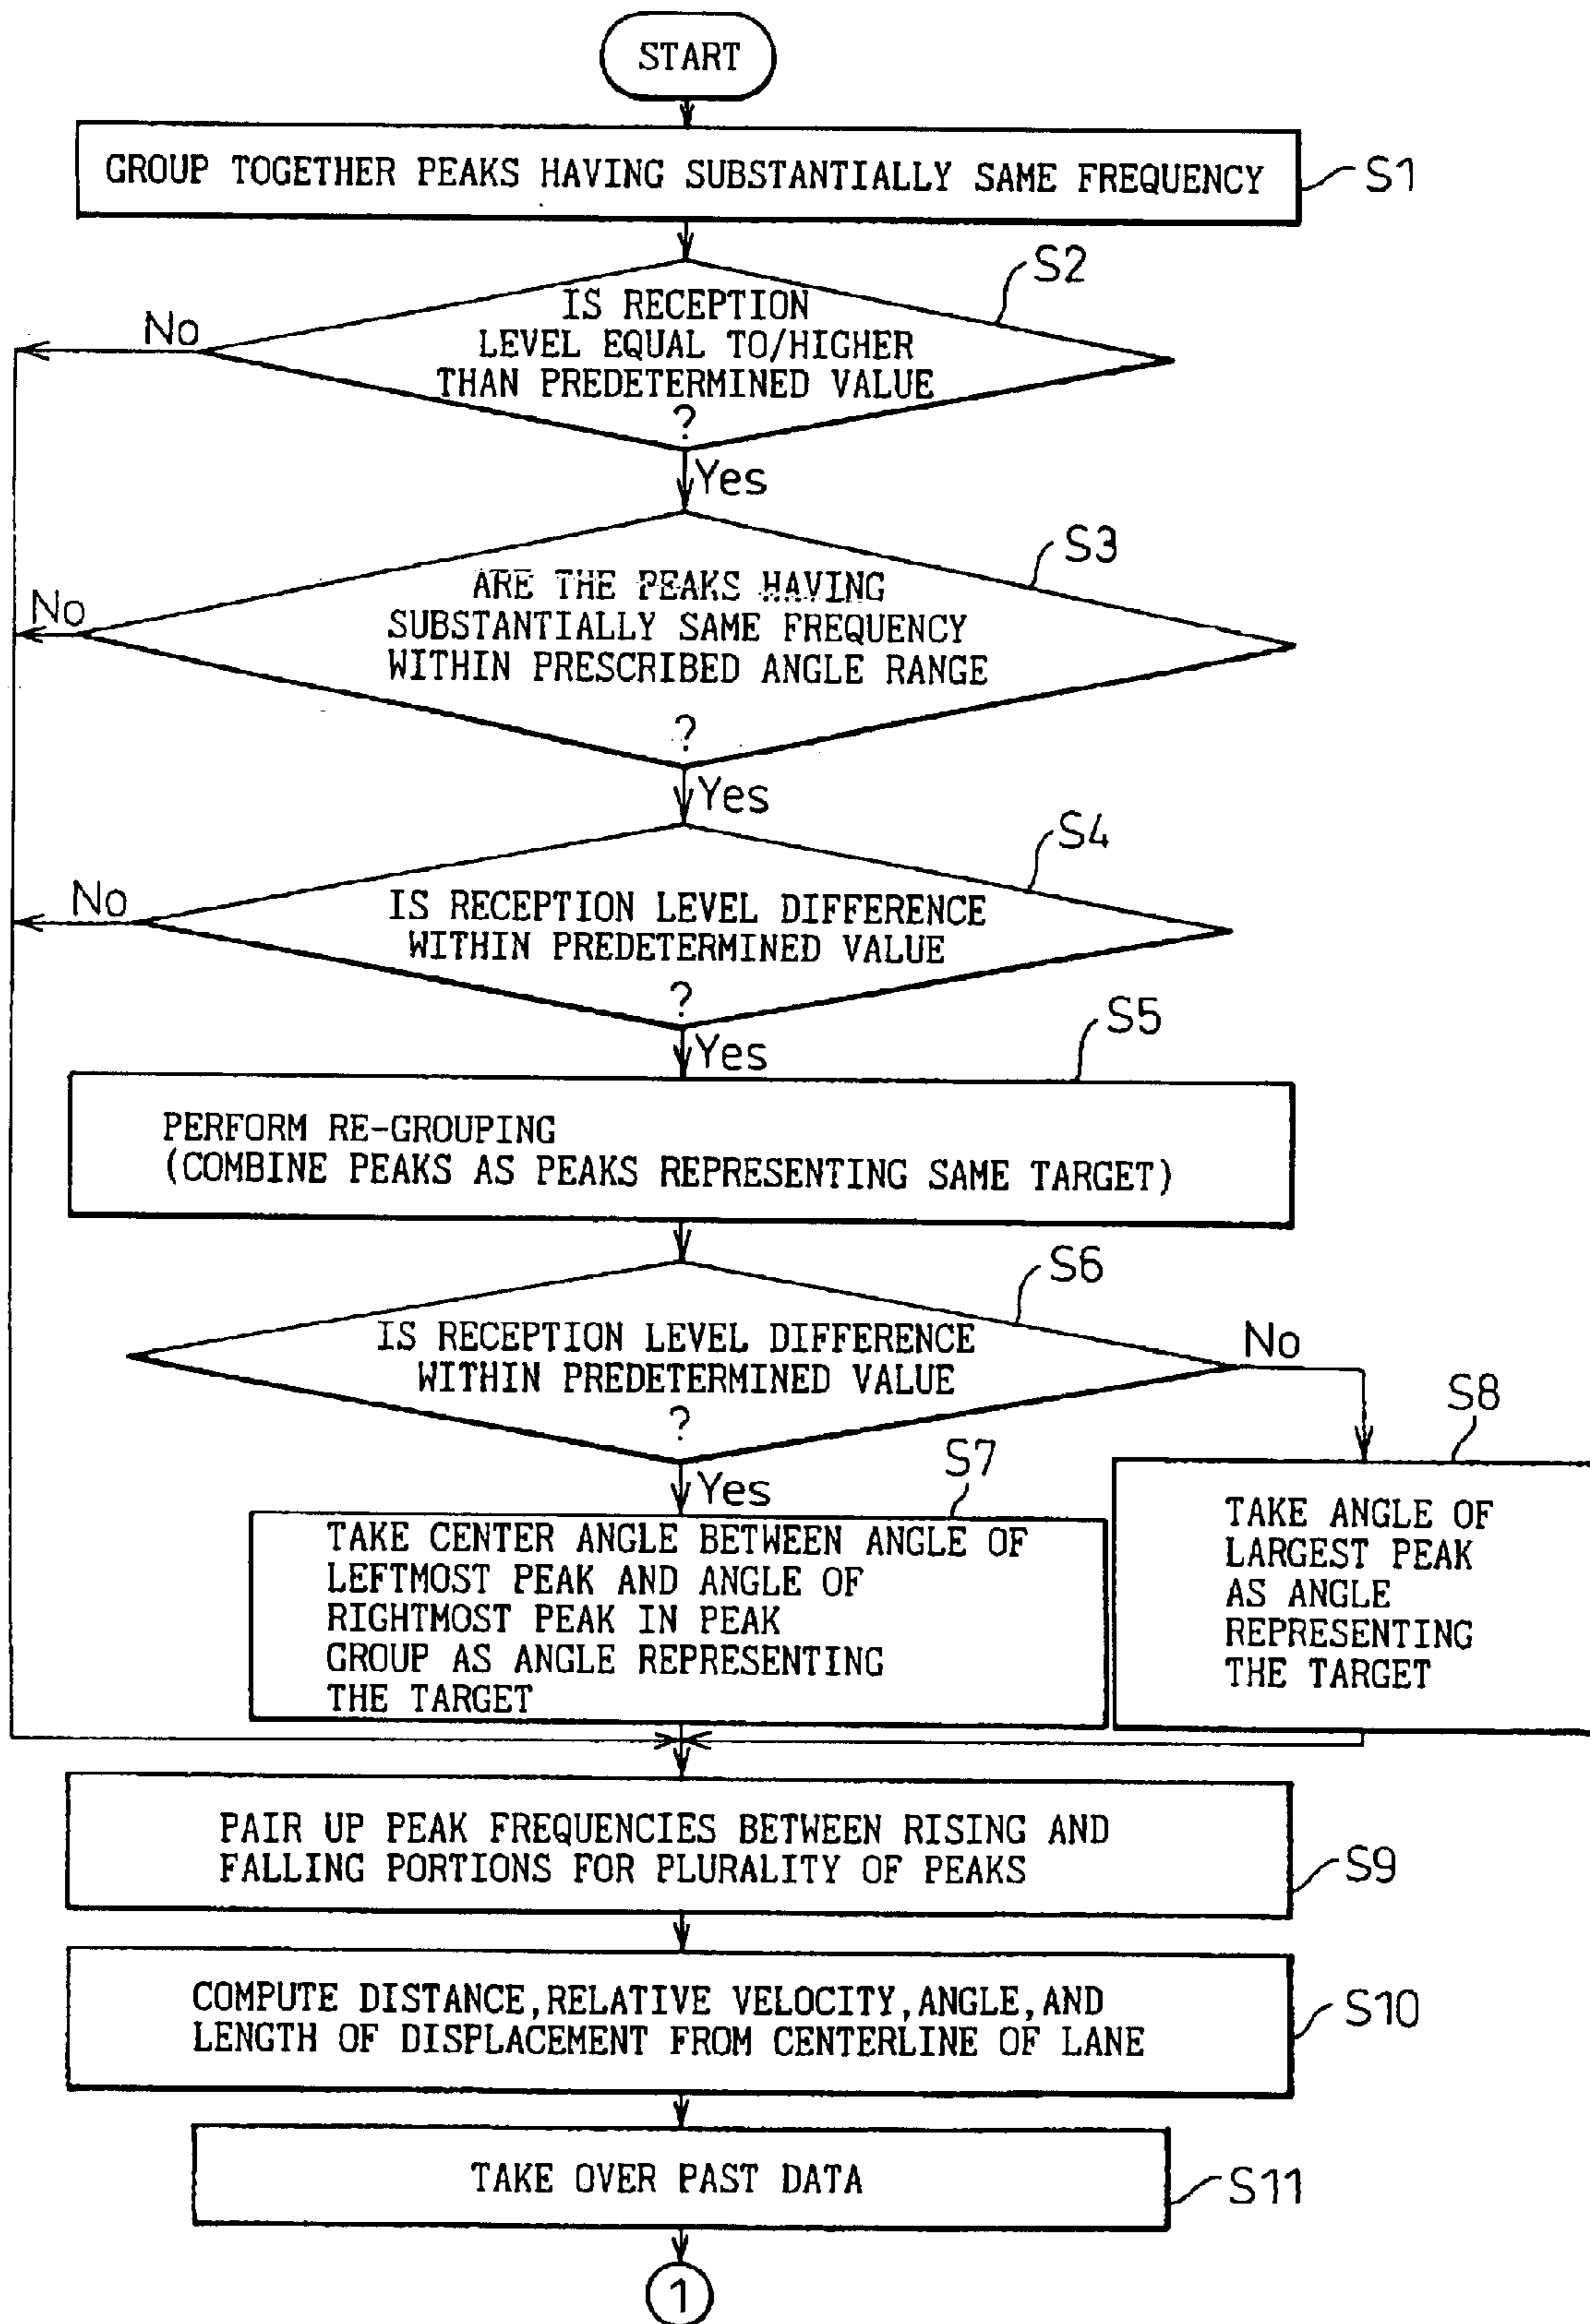 START
GROUP TOGETHER PEAKS HAVING SUBSTANTIALLY SAME FREQUENCY
S1
S2
IS RECEPTION
LEVEL EQUAL TO/HIGHER
THAN PREDETERMINED VALUE
?
No
Yes
S3
ARE THE PEAKS HAVING
SUBSTANTIALLY SAME FREQUENCY
WITHIN PRESCRIBED ANGLE RANGE
?
No
Yes
S4
IS RECEPTION LEVEL DIFFERENCE
WITHIN PREDETERMINED VALUE
?
No
Yes
S5
PERFORM RE-GROUPING
(COMBINE PEAKS AS PEAKS REPRESENTING SAME TARGET)
S6
IS RECEPTION LEVEL DIFFERENCE
WITHIN PREDETERMINED VALUE
?
No
Yes
S7
TAKE CENTER ANGLE BETWEEN ANGLE OF
LEFTMOST PEAK AND ANGLE OF
RIGHTMOST PEAK IN PEAK
GROUP AS ANGLE REPRESENTING
THE TARGET
S8
TAKE ANGLE OF
LARGEST PEAK
AS ANGLE
REPRESENTING
THE TARGET
PAIR UP PEAK FREQUENCIES BETWEEN RISING AND
FALLING PORTIONS FOR PLURALITY OF PEAKS
S9
COMPUTE DISTANCE,RELATIVE VELOCITY,ANGLE,AND
LENGTH OF DISPLACEMENT FROM CENTERLINE OF LANE
S10
TAKE OVER PAST DATA
S11
1